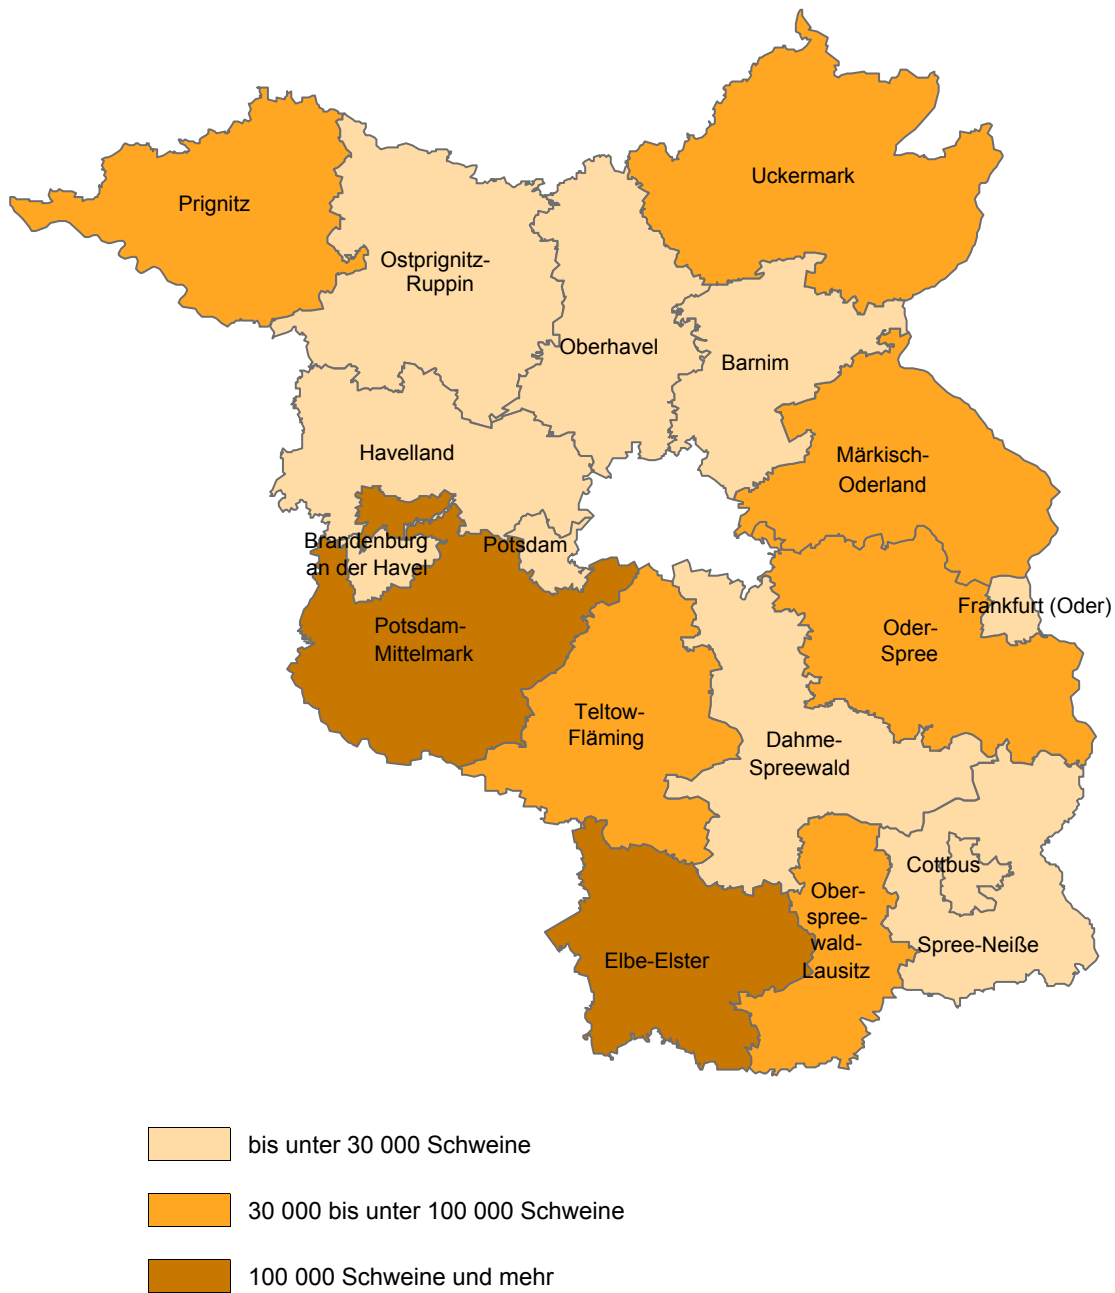 Uckermark
Prignitz
Ostprignitz-
Ruppin
Oberhavel
Barnim
Havelland
Märkisch-
Oderland
Brandenburg
an der Havel
Potsdam
Frankfurt (Oder)
Potsdam-
Mittelmark
Oder-
Spree
Teltow-
Fläming
Dahme-
Spreewald
Cottbus
Ober-
spree-
wald-
Lausitz
Spree-Neiße
Elbe-Elster
bis unter 30 000 Schweine
30 000 bis unter 100 000 Schweine
100 000 Schweine und mehr